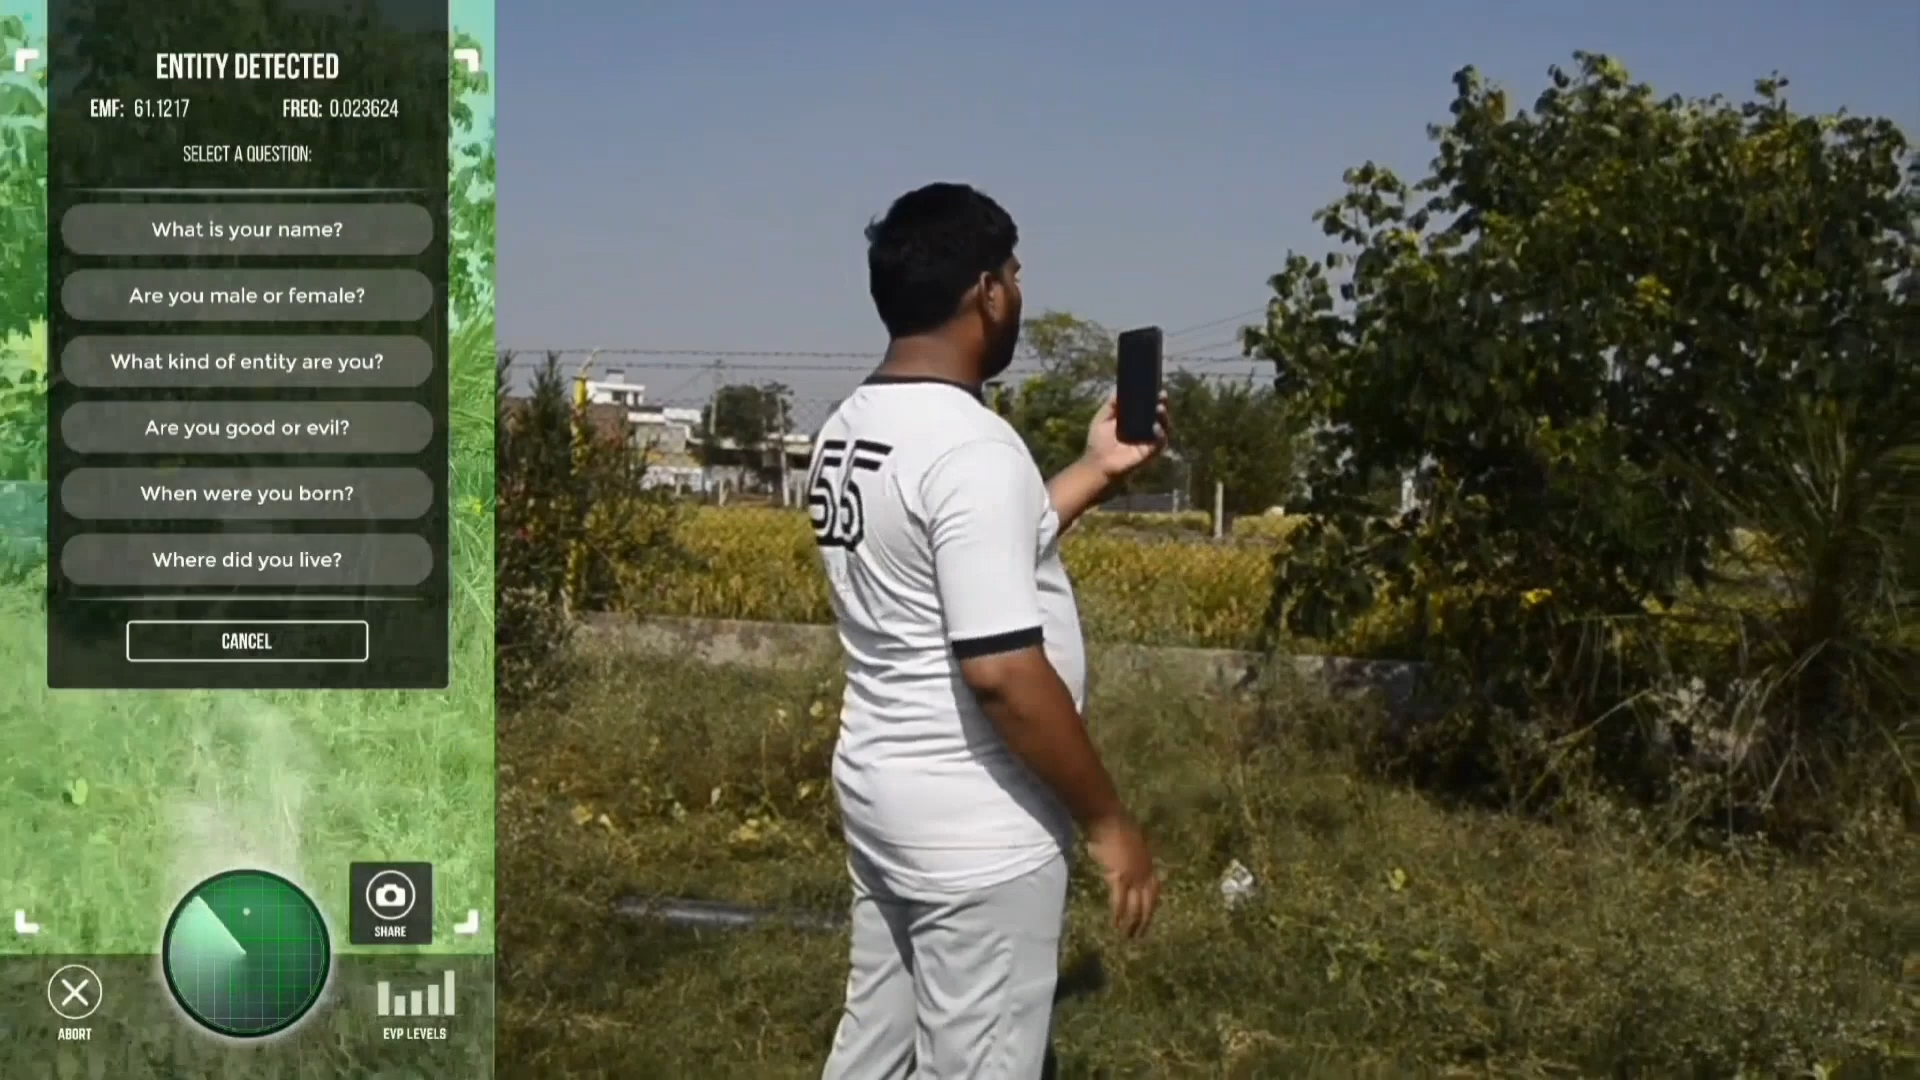 ENTITY DETECTED
EMF: 61.1217 FREQ: 0.023624
SELECT A QUESTION:
What is your name?
Are you male or female?
What kind of entity are you?
Are you good or evil?
When were you born?
Where did you live?
CANCEL
SHARE
ABORT
EVP LEVELS
55